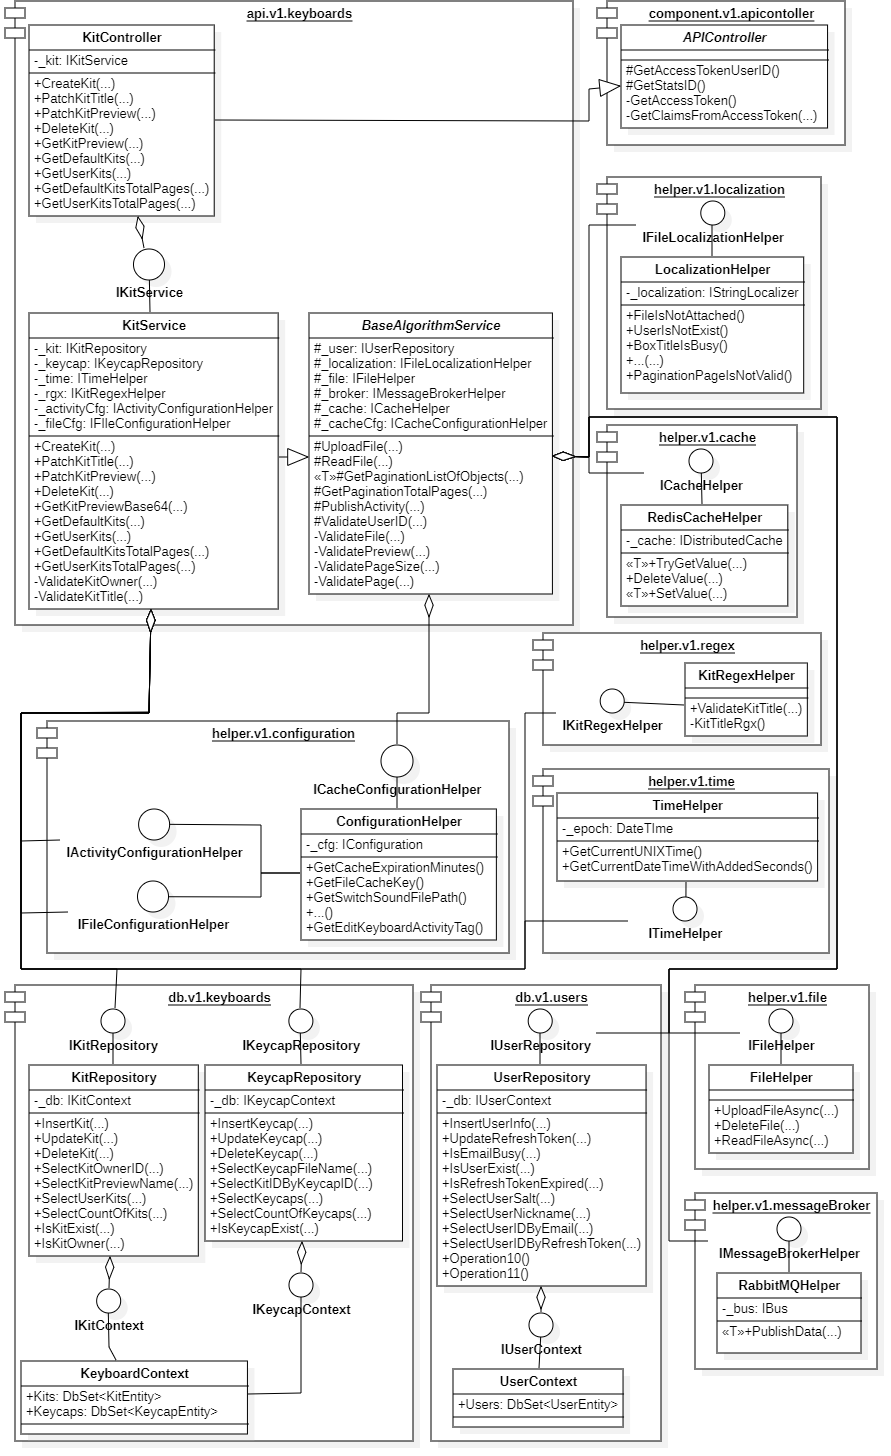 api.v1.keyboards
KitController
-_kit: IKitService
+CreateKit(...)
+PatchKitTitle(...)
+PatchKitPreview(...)
+DeleteKit(...)
+GetKitPreview(...)
+GetDefaultKits(...)
+GetUserKits(...)
+GetDefaultKitsTotalPages(...)
+GetUserKitsTotalPages(...)
IKitService
KitService
-_kit: IKitRepository
-_keycap: IKeycapRepository
-_time: ITimeHelper
-_rgx: IKitRegexHelper
-_activityCfg: IActivityConfigurationHelper
-_fileCfg: IFIleConfigurationHelper
+CreateKit(...)
+PatchKitTitle(...)
+PatchKitPreview(...)
+DeleteKit(...)
+GetKitPreviewBase64(...)
+GetDefaultKits(...)
+GetUserKits(...)
+GetDefaultKitsTotalPages(...)
+GetUserKitsTotalPages(...)
-ValidateKitOwner(...)
-ValidateKitTitle(...)
BaseAlgorithmService
#_user: IUserRepository
#_localization: IFileLocalizationHelper
#_file: IFileHelper
#_broker: IMessageBrokerHelper
#_cache: ICacheHelper
#_cacheCfg: ICacheConfigurationHelper
#UploadFile(...)
#ReadFile(...)
«T»#GetPaginationListOfObjects(...)
#GetPaginationTotalPages(...)
#PublishActivity(...)
#ValidateUserID(...)
-ValidateFile(...)
-ValidatePreview(...)
-ValidatePageSize(...)
-ValidatePage(...)
component.v1.apicontoller
APIController
#GetAccessTokenUserID()
#GetStatsID()
-GetAccessToken()
-GetClaimsFromAccessToken(...)
helper.v1.localization
IFileLocalizationHelper
LocalizationHelper
-_localization: IStringLocalizer
+FileIsNotAttached()
+UserIsNotExist()
+BoxTitleIsBusy()
+...(...)
+PaginationPageIsNotValid()
helper.v1.cache
ICacheHelper
RedisCacheHelper
-_cache: IDistributedCache
«T»+TryGetValue(...)
+DeleteValue(...)
«T»+SetValue(...)
helper.v1.regex
IKitRegexHelper
KitRegexHelper
+ValidateKitTitle(...)
-KitTitleRgx()
helper.v1.configuration
ICacheConfigurationHelper
IActivityConfigurationHelper
IFileConfigurationHelper
ConfigurationHelper
-_cfg: IConfiguration
+GetCacheExpirationMinutes()
+GetFileCacheKey()
+GetSwitchSoundFilePath()
+...()
+GetEditKeyboardActivityTag()
helper.v1.time
TimeHelper
-_epoch: DateTIme
+GetCurrentUNIXTime()
+GetCurrentDateTimeWithAddedSeconds()
ITimeHelper
db.v1.keyboards
IKitRepository
KitRepository
-_db: IKitContext
+InsertKit(...)
+UpdateKit(...)
+DeleteKit(...)
+SelectKitOwnerID(...)
+SelectKitPreviewName(...)
+SelectUserKits(...)
+SelectCountOfKits(...)
+IsKitExist(...)
+IsKitOwner(...)
IKitContext
IKeycapRepository
KeycapRepository
-_db: IKeycapContext
+InsertKeycap(...)
+UpdateKeycap(...)
+DeleteKeycap(...)
+SelectKeycapFileName(...)
+SelectKitIDByKeycapID(...)
+SelectKeycaps(...)
+SelectCountOfKeycaps(...)
+IsKeycapExist(...)
IKeycapContext
KeyboardContext
+Kits: DbSet<KitEntity>
+Keycaps: DbSet<KeycapEntity>
db.v1.users
IUserRepository
UserRepository
-_db: IUserContext
+InsertUserInfo(...)
+UpdateRefreshToken(...)
+IsEmailBusy(...)
+IsUserExist(...)
+IsRefreshTokenExpired(...)
+SelectUserSalt(...)
+SelectUserNickname(...)
+SelectUserIDByEmail(...)
+SelectUserIDByRefreshToken(...)
+Operation10()
+Operation11()
IUserContext
UserContext
+Users: DbSet<UserEntity>
helper.v1.file
IFileHelper
FileHelper
+UploadFileAsync(...)
+DeleteFile(...)
+ReadFileAsync(...)
helper.v1.messageBroker
IMessageBrokerHelper
RabbitMQHelper
-_bus: IBus
«T»+PublishData(...)